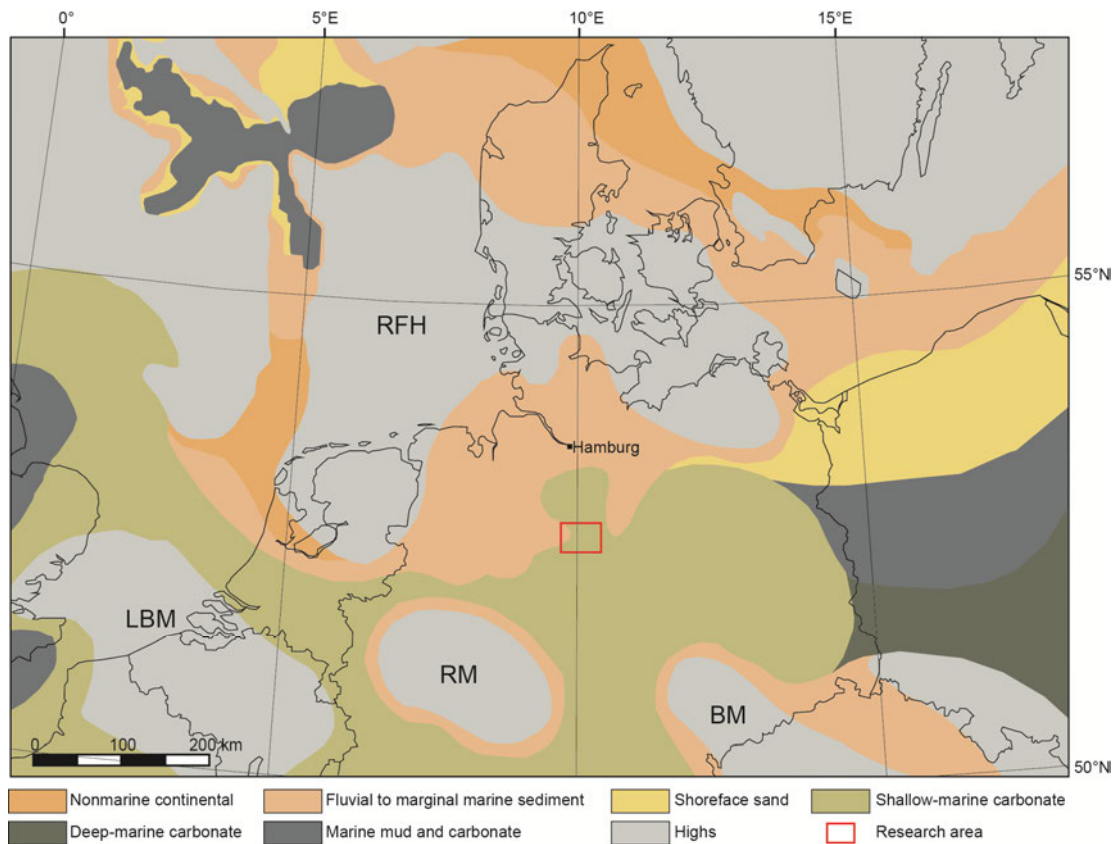 0° 5°E 10°E 15°E
55°N
RFH
Hamburg
LBM
RM
BM
0 100 200 km
50°N
Nonmarine continental Fluvial to marginal marine sediment Shoreface sand Shallow-marine carbonate
Deep-marine carbonate Marine mud and carbonate Highs Research area